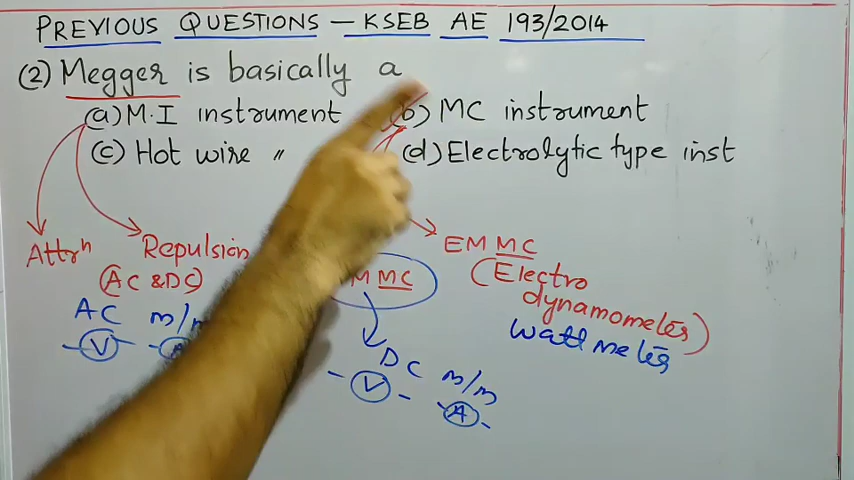 PREVIOUS QUESTIONS – KSEB AE 193/2014
(2) Megger is basically a
(a) M.I instrument (b) MC instrument
(c) Hot wire 〃 (d) Electrolytic type inst
Attrⁿ Repulsion
(AC & DC)
AC m/m
V A
M MC
DC m/m
V A
EMMC
(Electro
dynamometer)
Wattmeter